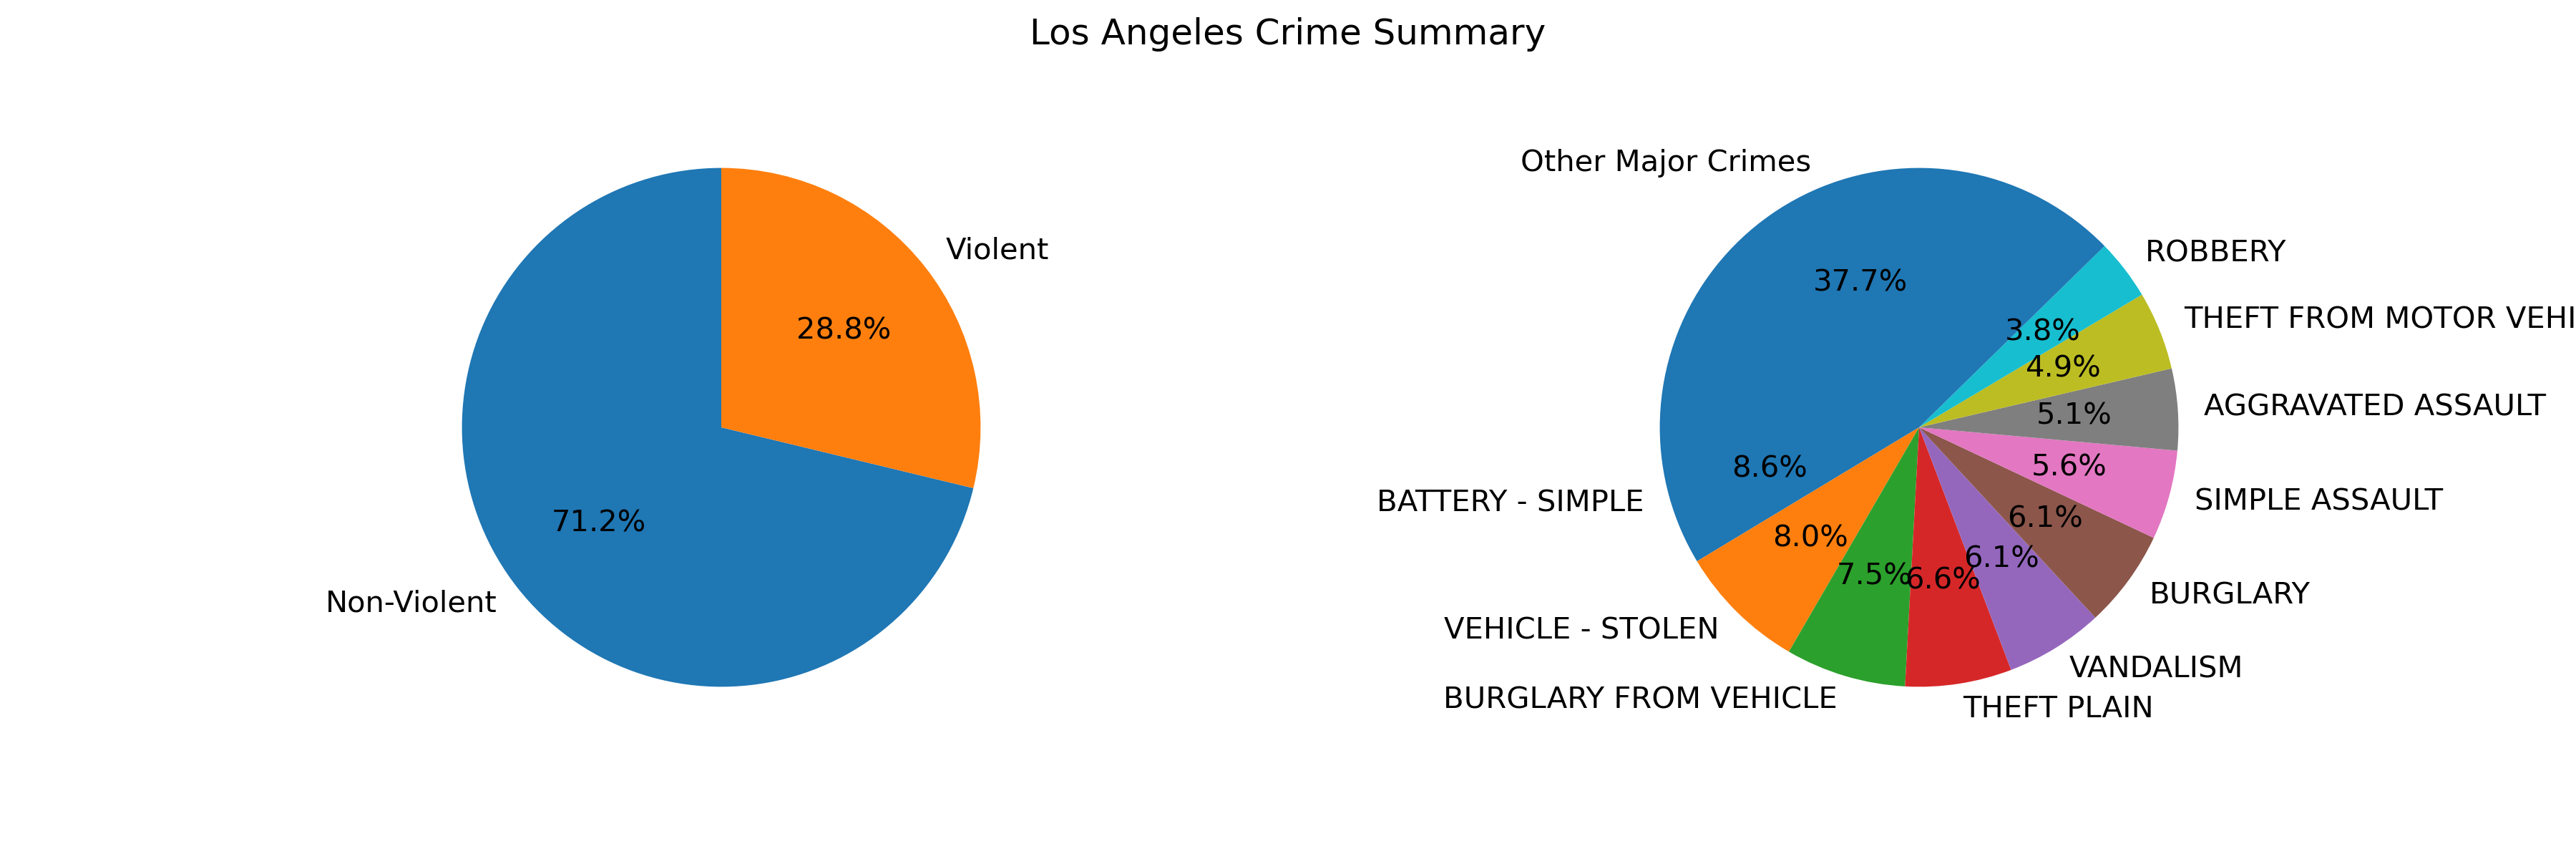 Los Angeles Crime Summary
Violent
28.8%
71.2%
Non-Violent
Other Major Crimes
37.7%
ROBBERY
3.8%
THEFT FROM MOTOR VEHI
4.9%
AGGRAVATED ASSAULT
5.1%
SIMPLE ASSAULT
5.6%
BURGLARY
6.1%
VANDALISM
6.1%
THEFT PLAIN
6.6%
BURGLARY FROM VEHICLE
7.5%
VEHICLE - STOLEN
8.0%
BATTERY - SIMPLE
8.6%